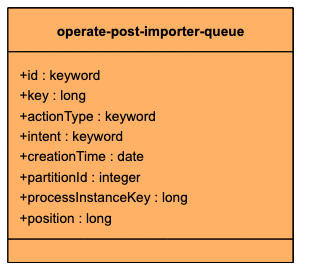 operate-post-importer-queue
+id : keyword
+key : long
+actionType : keyword
+intent : keyword
+creationTime : date
+partitionId : integer
+processInstanceKey : long
+position : long